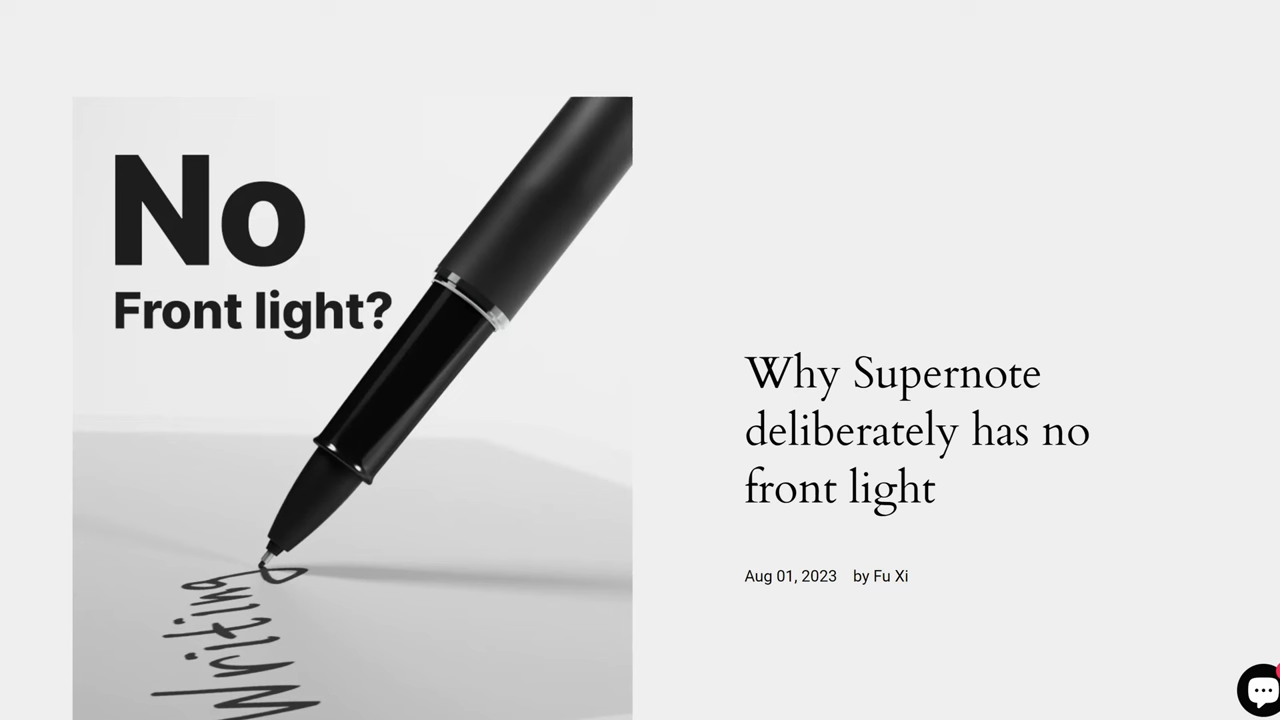 No
Front light?
Writing
Why Supernote
deliberately has no
front light
Aug 01, 2023 by Fu Xi